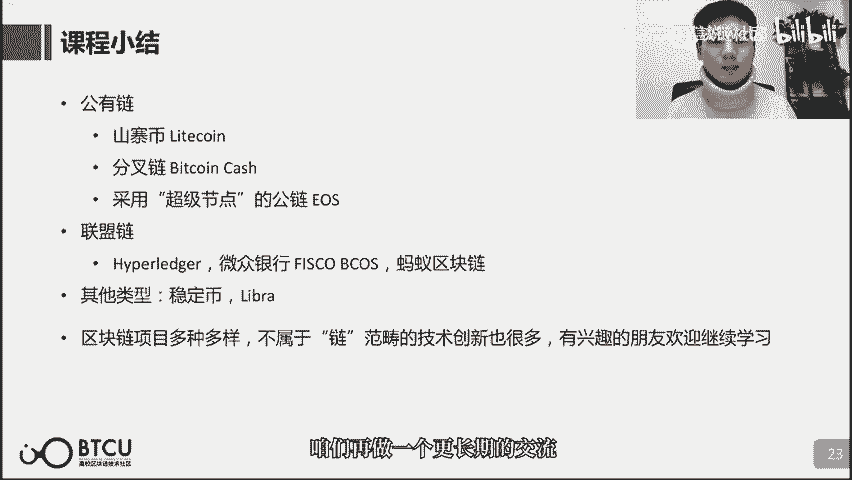 课程小结
bilibili
• 公有链
• 山寨币 Litecoin
• 分叉链 Bitcoin Cash
• 采用“超级节点”的公链 EOS
• 联盟链
• Hyperledger，微众银行 FISCO BCOS，蚂蚁区块链
• 其他类型：稳定币，Libra
• 区块链项目多种多样，不属于“链”范畴的技术创新也很多，有兴趣的朋友欢迎继续学习
BTCU
高校区块链技术社区
咱们再做一个更长期的交流
23